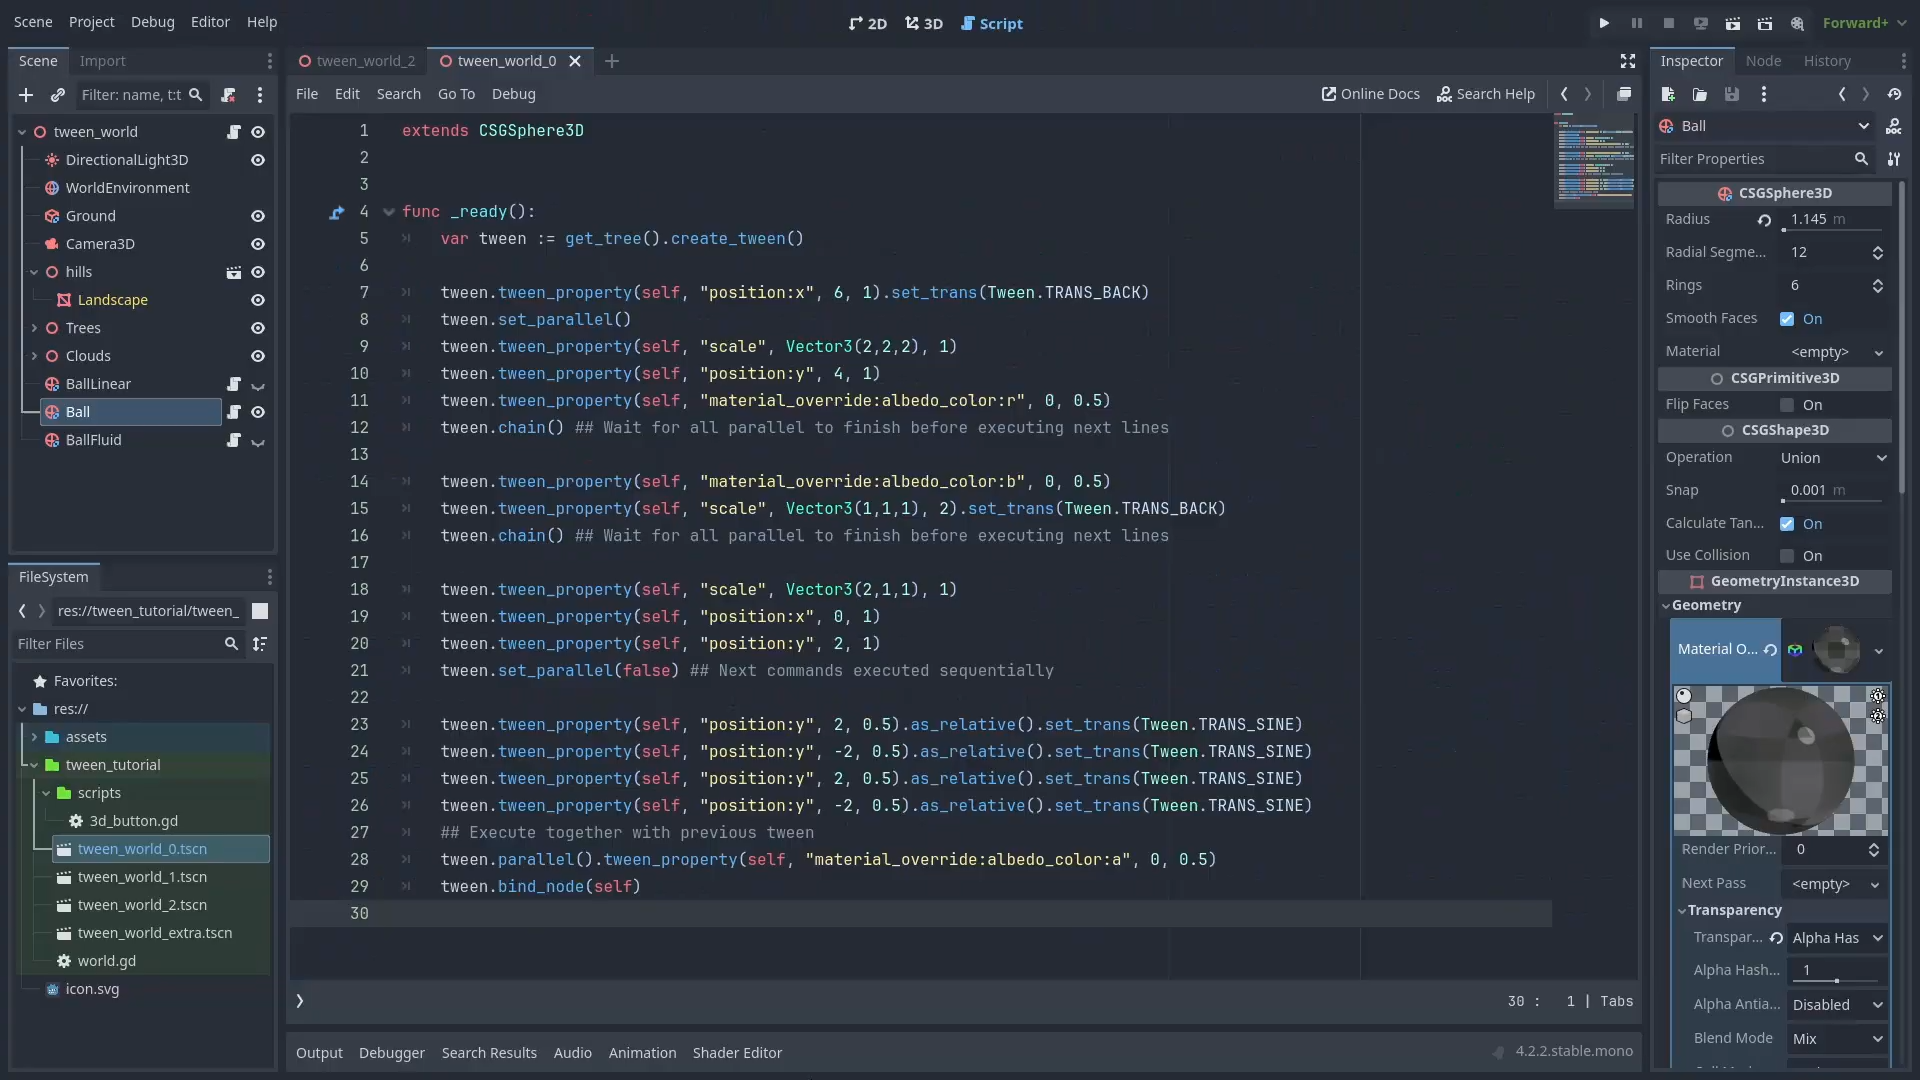 Scene Project Debug Editor Help
2D 3D Script
Forward+
Scene Import
Filter: name, t:t
tween_world
DirectionalLight3D
WorldEnvironment
Ground
Camera3D
hills
Landscape
Trees
Clouds
BallLinear
Ball
BallFluid
FileSystem
res://tween_tutorial/tween_
Filter Files
Favorites:
res://
assets
tween_tutorial
scripts
3d_button.gd
tween_world_0.tscn
tween_world_1.tscn
tween_world_2.tscn
tween_world_extra.tscn
world.gd
icon.svg
tween_world_2 tween_world_0
File Edit Search Go To Debug
Online Docs Search Help
1 extends CSGSphere3D
2
3
4 func _ready():
5 var tween := get_tree().create_tween()
6
7 tween.tween_property(self, "position:x", 6, 1).set_trans(Tween.TRANS_BACK)
8 tween.set_parallel()
9 tween.tween_property(self, "scale", Vector3(2,2,2), 1)
10 tween.tween_property(self, "position:y", 4, 1)
11 tween.tween_property(self, "material_override:albedo_color:r", 0, 0.5)
12 tween.chain() ## Wait for all parallel to finish before executing next lines
13
14 tween.tween_property(self, "material_override:albedo_color:b", 0, 0.5)
15 tween.tween_property(self, "scale", Vector3(1,1,1), 2).set_trans(Tween.TRANS_BACK)
16 tween.chain() ## Wait for all parallel to finish before executing next lines
17
18 tween.tween_property(self, "scale", Vector3(2,1,1), 1)
19 tween.tween_property(self, "position:x", 0, 1)
20 tween.tween_property(self, "position:y", 2, 1)
21 tween.set_parallel(false) ## Next commands executed sequentially
22
23 tween.tween_property(self, "position:y", 2, 0.5).as_relative().set_trans(Tween.TRANS_SINE)
24 tween.tween_property(self, "position:y", -2, 0.5).as_relative().set_trans(Tween.TRANS_SINE)
25 tween.tween_property(self, "position:y", 2, 0.5).as_relative().set_trans(Tween.TRANS_SINE)
26 tween.tween_property(self, "position:y", -2, 0.5).as_relative().set_trans(Tween.TRANS_SINE)
27 ## Execute together with previous tween
28 tween.parallel().tween_property(self, "material_override:albedo_color:a", 0, 0.5)
29 tween.bind_node(self)
30
30 : 1 | Tabs
Output Debugger Search Results Audio Animation Shader Editor
4.2.2.stable.mono
Inspector Node History
Ball
Filter Properties
CSGSphere3D
Radius 1.145 m
Radial Segme... 12
Rings 6
Smooth Faces On
Material <empty>
CSGPrimitive3D
Flip Faces On
CSGShape3D
Operation Union
Snap 0.001 m
Calculate Tan... On
Use Collision On
GeometryInstance3D
Geometry
Material O...
Render Prior... 0
Next Pass <empty>
Transparency
Transpar... Alpha Has
Alpha Hash... 1
Alpha Antia... Disabled
Blend Mode Mix